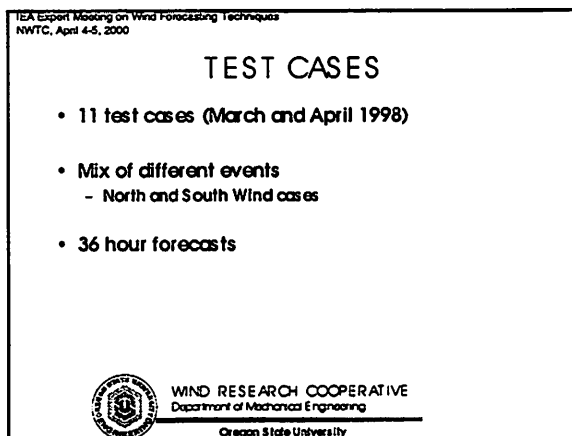 IEA Expert Meeting on Wind Forecasting Techniques
NWTC, April 4-5, 2000
TEST CASES
• 11 test cases (March and April 1998)
• Mix of different events
- North and South Wind cases
• 36 hour forecasts
WIND RESEARCH COOPERATIVE
Department of Mechanical Engineering
Oregon State University